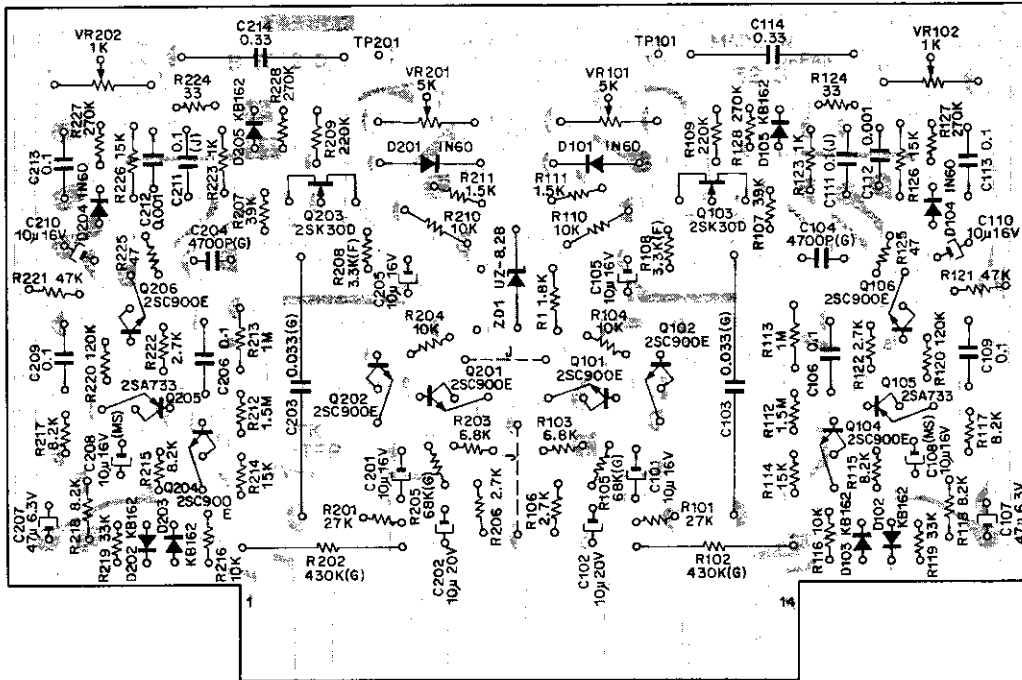 VR202
1K
C214
0.33
TP201
TP101
C114
0.33
VR102
1K
R224
33
R228
270K
D205 KB162
VR201
5K
VR101
5K
R124
33
R227
270K
C213
0.1
R226 15K
C212
0.001
C211 0.1 (J)
R223 1K
R209
220K
D201 1N60
D101 1N60
R109
220K
R128 270K
D105 KB162
R123 1K
C111 0.1 (J)
C112 0.001
R126 15K
R127
270K
C113 0.1
D204 1N60
D104 1N60
R211
1.5K
R111
1.5K
C210
10μ16V
R207
39K
Q203
2SK30D
R210
10K
R110
10K
Q103
2SK30D
R107 39K
C110
10μ16V
R225
47
C204
4700P(G)
R208
3.3K(F)
C205
10μ16V
ZD1 UZ-8.2B
R1 1.8K
C105
10μ16V
R108
3.3K(F)
C104
4700P(G)
R125
47
R221 47K
R121 47K
Q206
2SC900E
Q106
2SC900E
C209
0.1
R220 120K
R222
2.7K
C206 0.1
R213
1M
C203 0.033(G)
R204
10K
R104
10K
Q102
2SC900E
C103 0.033(G)
R113
1M
C106 0.1
R122 2.7K
R120 120K
C109
0.1
J
Q201
2SC900E
Q101
2SC900E
Q202
2SC900E
2SA733
Q205
Q105
2SA733
R217
8.2K
C208 (MS)
10μ16V
R215
8.2K
R212
1.5M
R203
6.8K
R103
6.8K
R112
1.5M
Q104
2SC900E
R115
8.2K
C108(MS)
10μ16V
R117
8.2K
Q204
2SC900
E
R214
15K
C201
10μ16V
R205
68K(G)
J
R105
68K(G)
C101
10μ16V
R114
15K
C207
47μ6.3V
R218 8.2K
R219 33K
D202 KB162
D203
KB162
R216
10K
R201
27K
R206 2.7K
R106
2.7K
R101
27K
R116 10K
D103 KB162
D102
KB162
R119 33K
R118 8.2K
C107
47μ6.3V
R202
430K(G)
C202
10μ20V
C102
10μ20V
R102
430K(G)
1
14